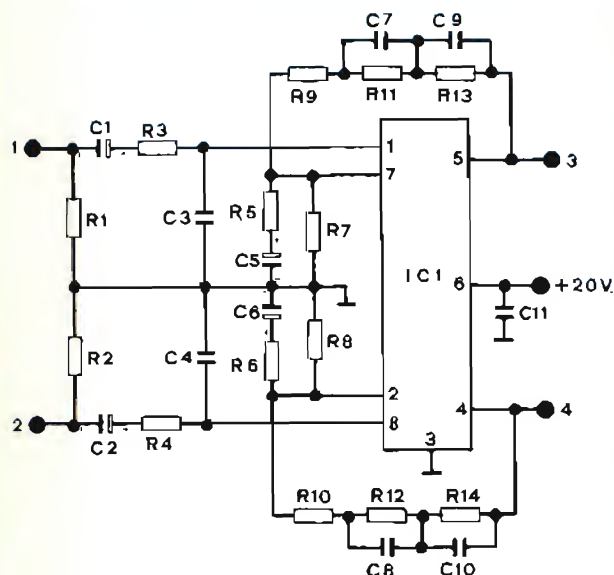 C7 C9
R9 R11 R13
C1 R3
1 1
7
5 3
R1 C3 R5 R7
C5
IC1
6 +20V
C6 C11
R2 C4 R6 R8
2
4 4
2 C2 R4 8
3
R10 R12 R14
C8 C10